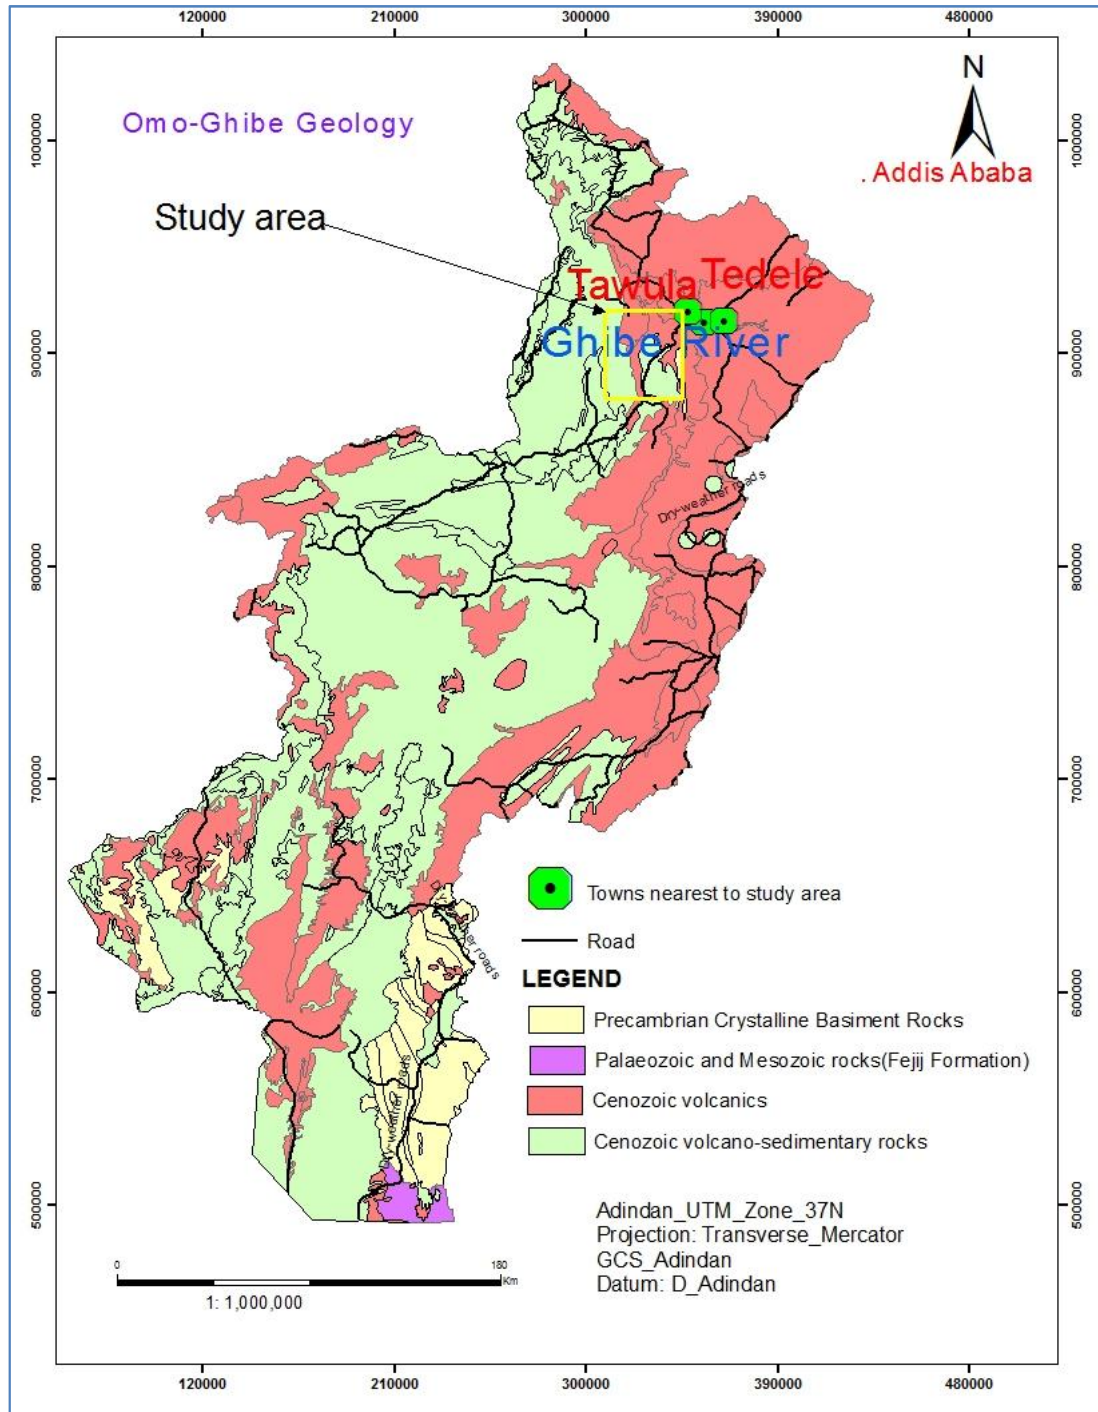 120000 210000 300000 390000 480000
N
Omo-Ghibe Geology
1000000 1000000
. Addis Ababa
Study area
Tawula Tedele
Ghibe River
900000 900000
Dry-weather roads
800000 800000
700000 700000
Towns nearest to study area
Road
LEGEND
600000 600000
Precambrian Crystalline Basiment Rocks
Palaeozoic and Mesozoic rocks(Fejij Formation)
Cenozoic volcanics
Dry-weather roads
Cenozoic volcano-sedimentary rocks
500000 500000
Adindan_UTM_Zone_37N
Projection: Transverse_Mercator
GCS_Adindan
Datum: D_Adindan
0 180
Km
1: 1,000,000
120000 210000 300000 390000 480000